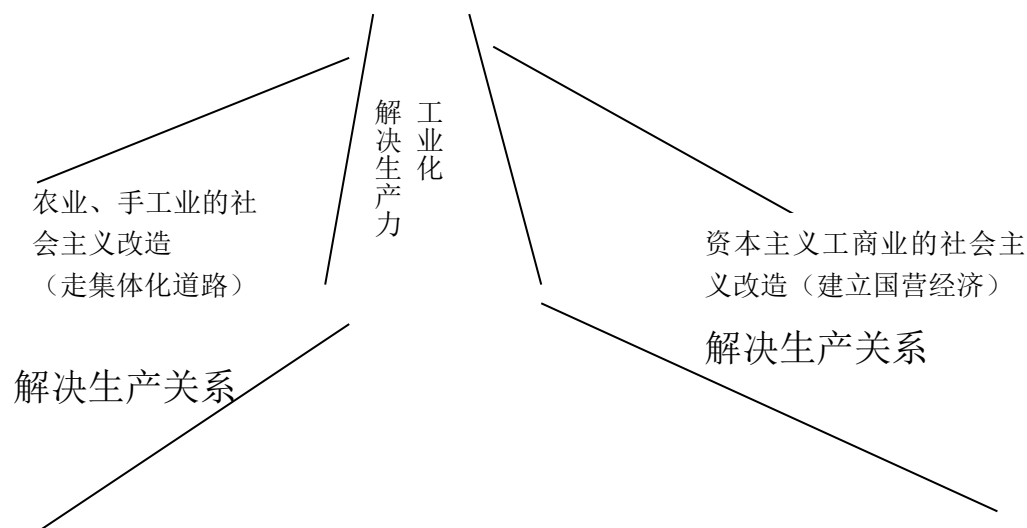 工业化
解决生产力
农业、手工业的社
会主义改造
（走集体化道路）
解决生产关系
资本主义工商业的社会主
义改造（建立国营经济）
解决生产关系